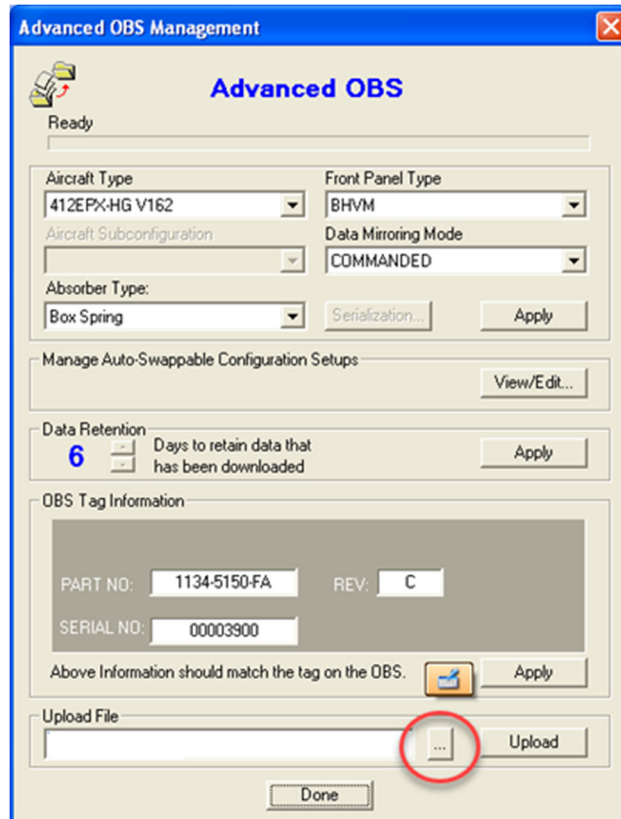 Advanced OBS Management
Advanced OBS
Ready
Aircraft Type Front Panel Type
412EPX-HG V162 BHVM
Aircraft Subconfiguration Data Mirroring Mode
COMMANDED
Absorber Type:
Box Spring Serialization... Apply
Manage Auto-Swappable Configuration Setups
View/Edit...
Data Retention
6 Days to retain data that
has been downloaded Apply
OBS Tag Information
PART NO: 1134-5150-FA REV: C
SERIAL NO: 00003900
Above Information should match the tag on the OBS. Apply
Upload File
... Upload
Done